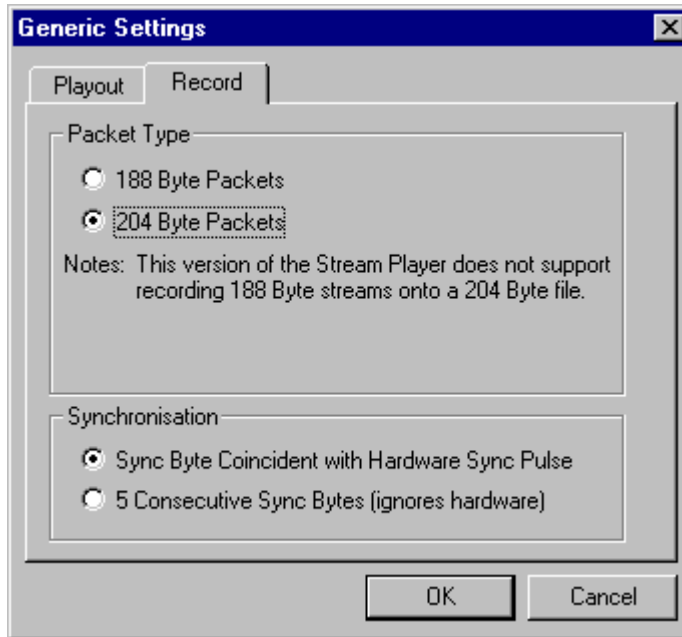 Generic Settings
Playout Record
Packet Type
188 Byte Packets
204 Byte Packets
Notes: This version of the Stream Player does not support
recording 188 Byte streams onto a 204 Byte file.
Synchronisation
Sync Byte Coincident with Hardware Sync Pulse
5 Consecutive Sync Bytes (ignores hardware)
OK Cancel